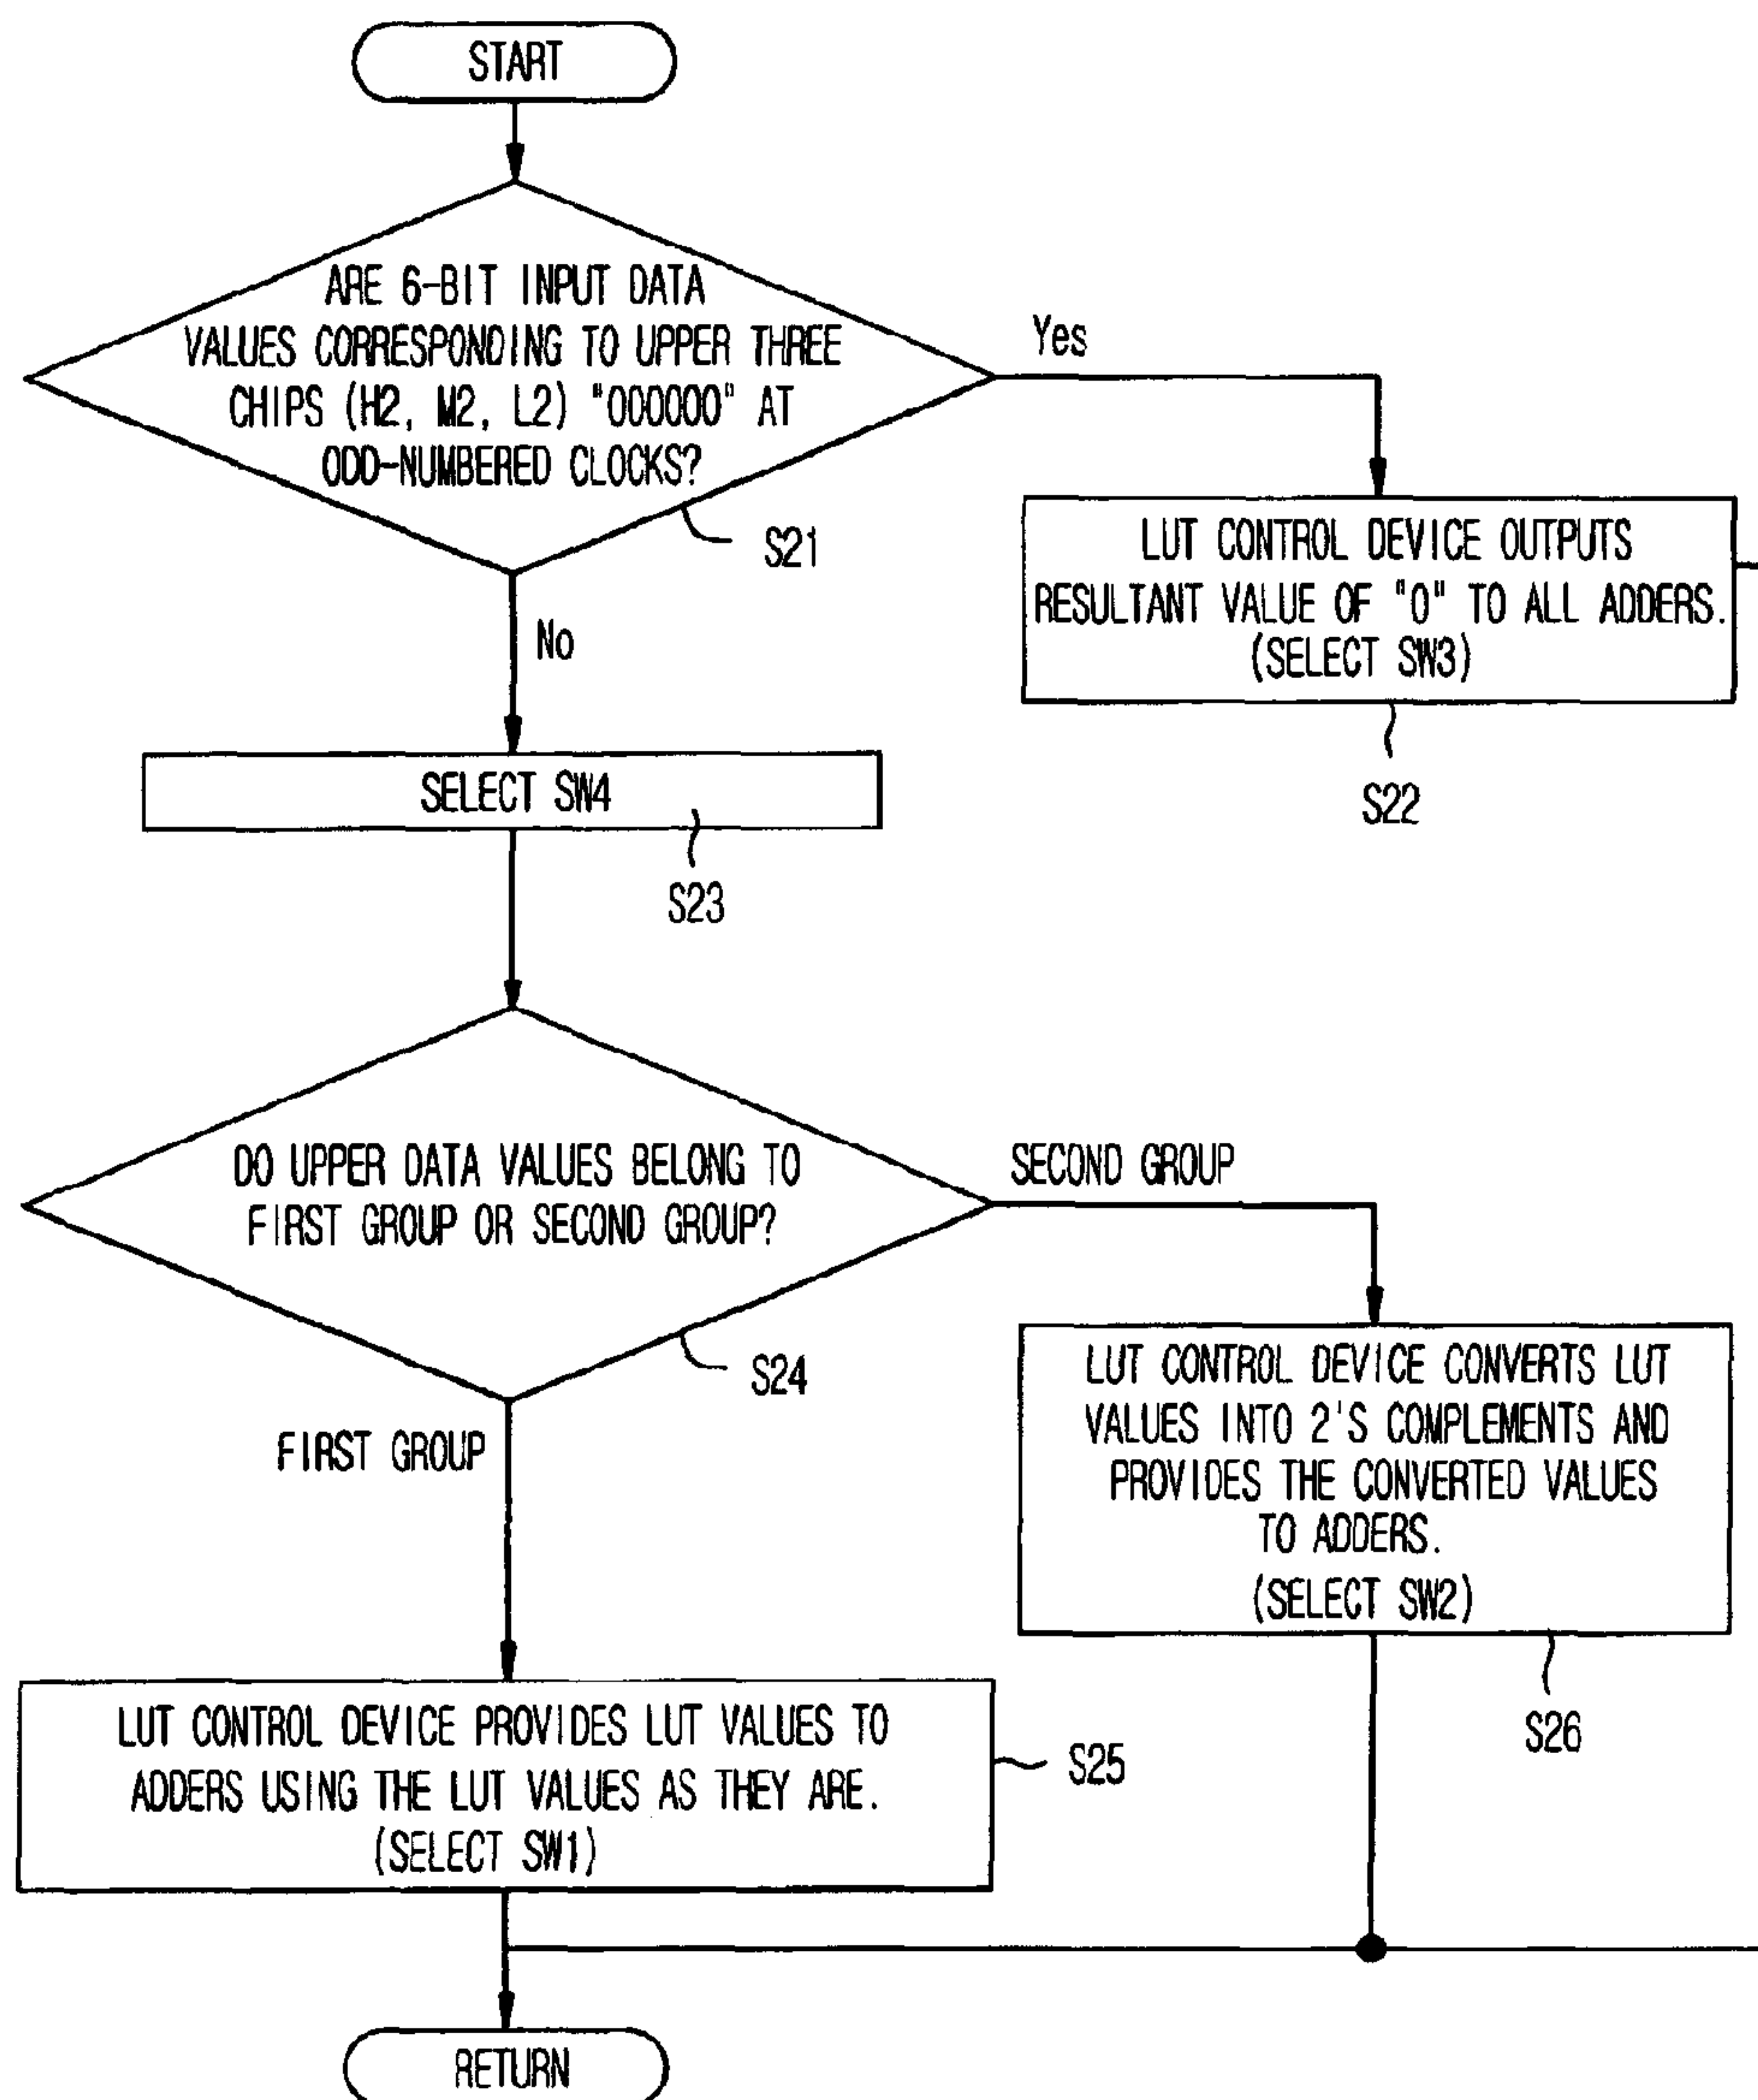 START
ARE 6-BIT INPUT DATA
VALUES CORRESPONDING TO UPPER THREE
CHIPS (H2, M2, L2) "000000" AT
ODD-NUMBERED CLOCKS?
Yes
S21
LUT CONTROL DEVICE OUTPUTS
RESULTANT VALUE OF "0" TO ALL ADDERS.
(SELECT SW3)
S22
No
SELECT SW4
S23
DO UPPER DATA VALUES BELONG TO
FIRST GROUP OR SECOND GROUP?
SECOND GROUP
S24
FIRST GROUP
LUT CONTROL DEVICE CONVERTS LUT
VALUES INTO 2'S COMPLEMENTS AND
PROVIDES THE CONVERTED VALUES
TO ADDERS.
(SELECT SW2)
S26
LUT CONTROL DEVICE PROVIDES LUT VALUES TO
ADDERS USING THE LUT VALUES AS THEY ARE.
(SELECT SW1)
S25
RETURN